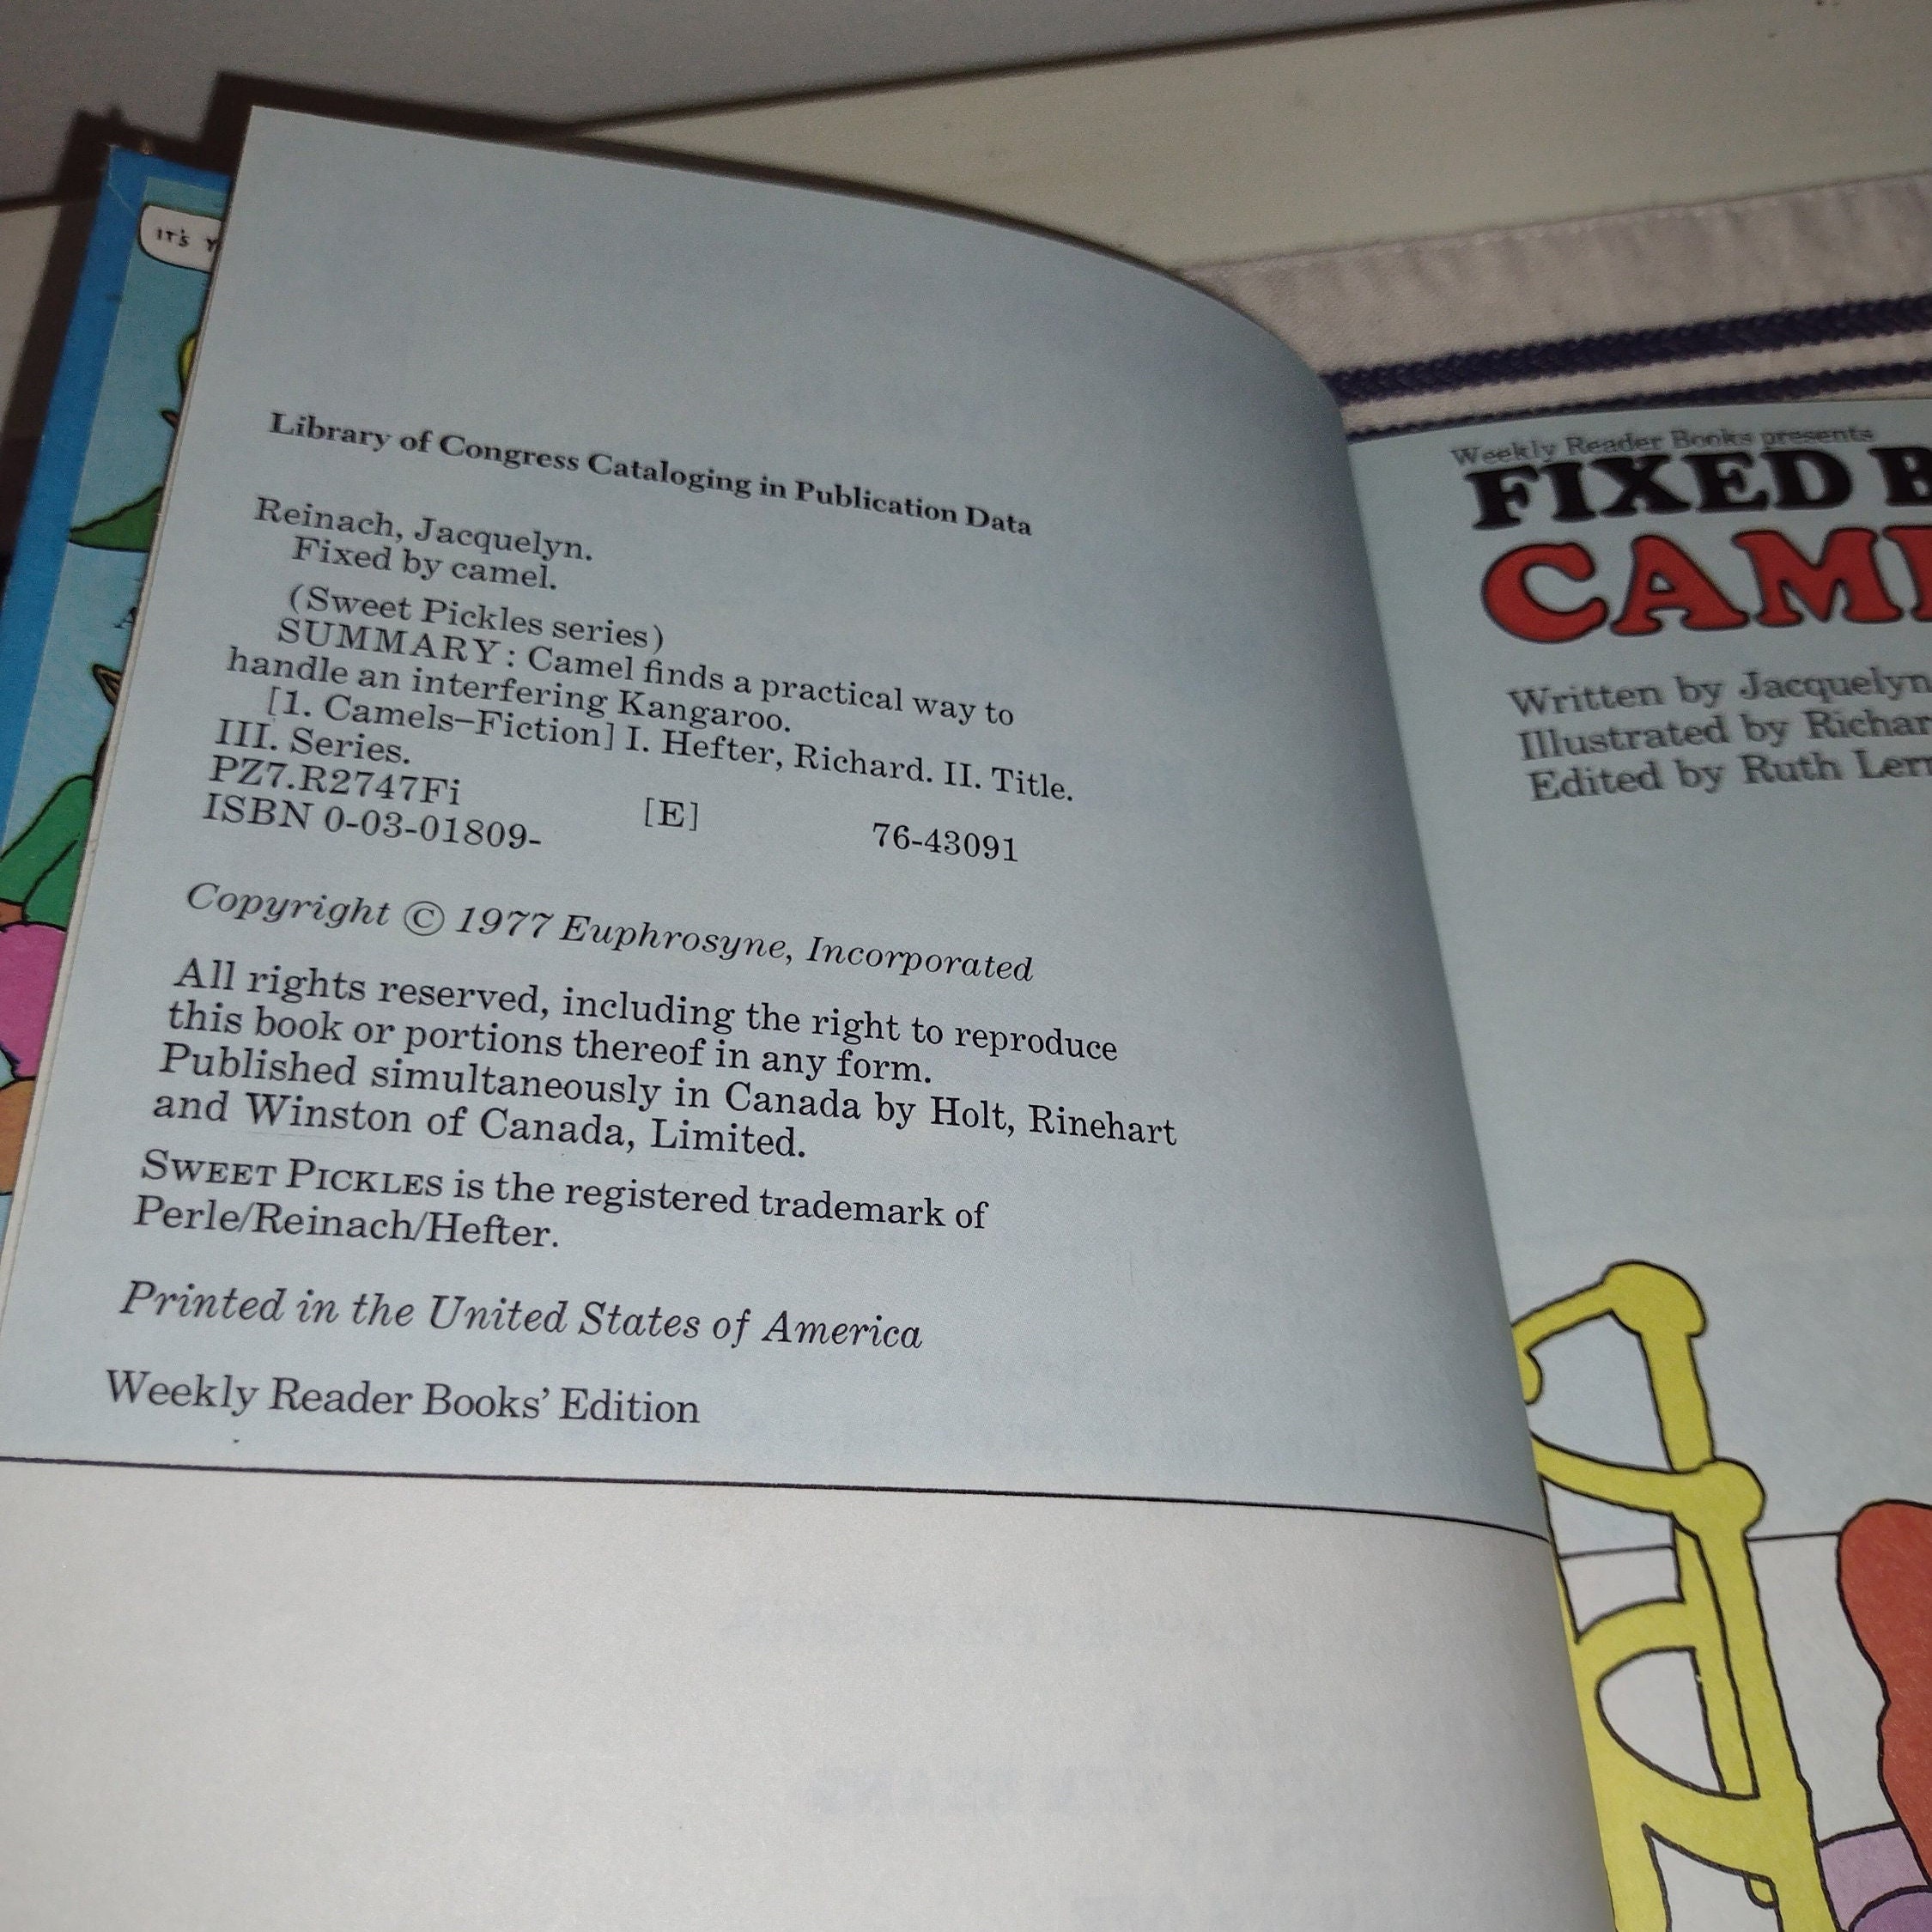 IT'S
Library of Congress Cataloging in Publication Data
Reinach, Jacquelyn.
Fixed by camel.
(Sweet Pickles series)
SUMMARY: Camel finds a practical way to
handle an interfering Kangaroo.
[1. Camels—Fiction] I. Hefter, Richard. II. Title.
III. Series.
PZ7.R2747Fi [E] 76-43091
ISBN 0-03-01809-
Copyright © 1977 Euphrosyne, Incorporated
All rights reserved, including the right to reproduce
this book or portions thereof in any form.
Published simultaneously in Canada by Holt, Rinehart
and Winston of Canada, Limited.
SWEET PICKLES is the registered trademark of
Perle/Reinach/Hefter.
Printed in the United States of America
Weekly Reader Books' Edition
Weekly Reader Books presents
FIXED B
CAM
Written by Jacquelyn
Illustrated by Richar
Edited by Ruth Ler